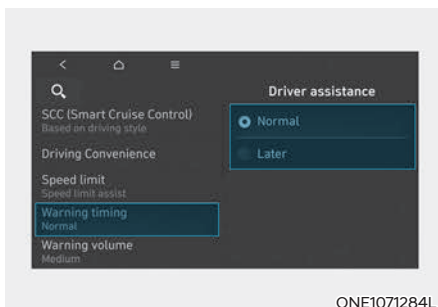 Driver assistance
SCC (Smart Cruise Control)
Based on driving style
Driving Convenience
Speed limit
Speed limit assist
Warning timing
Normal
Warning volume
Medium
Normal
Later
ONE1071284L